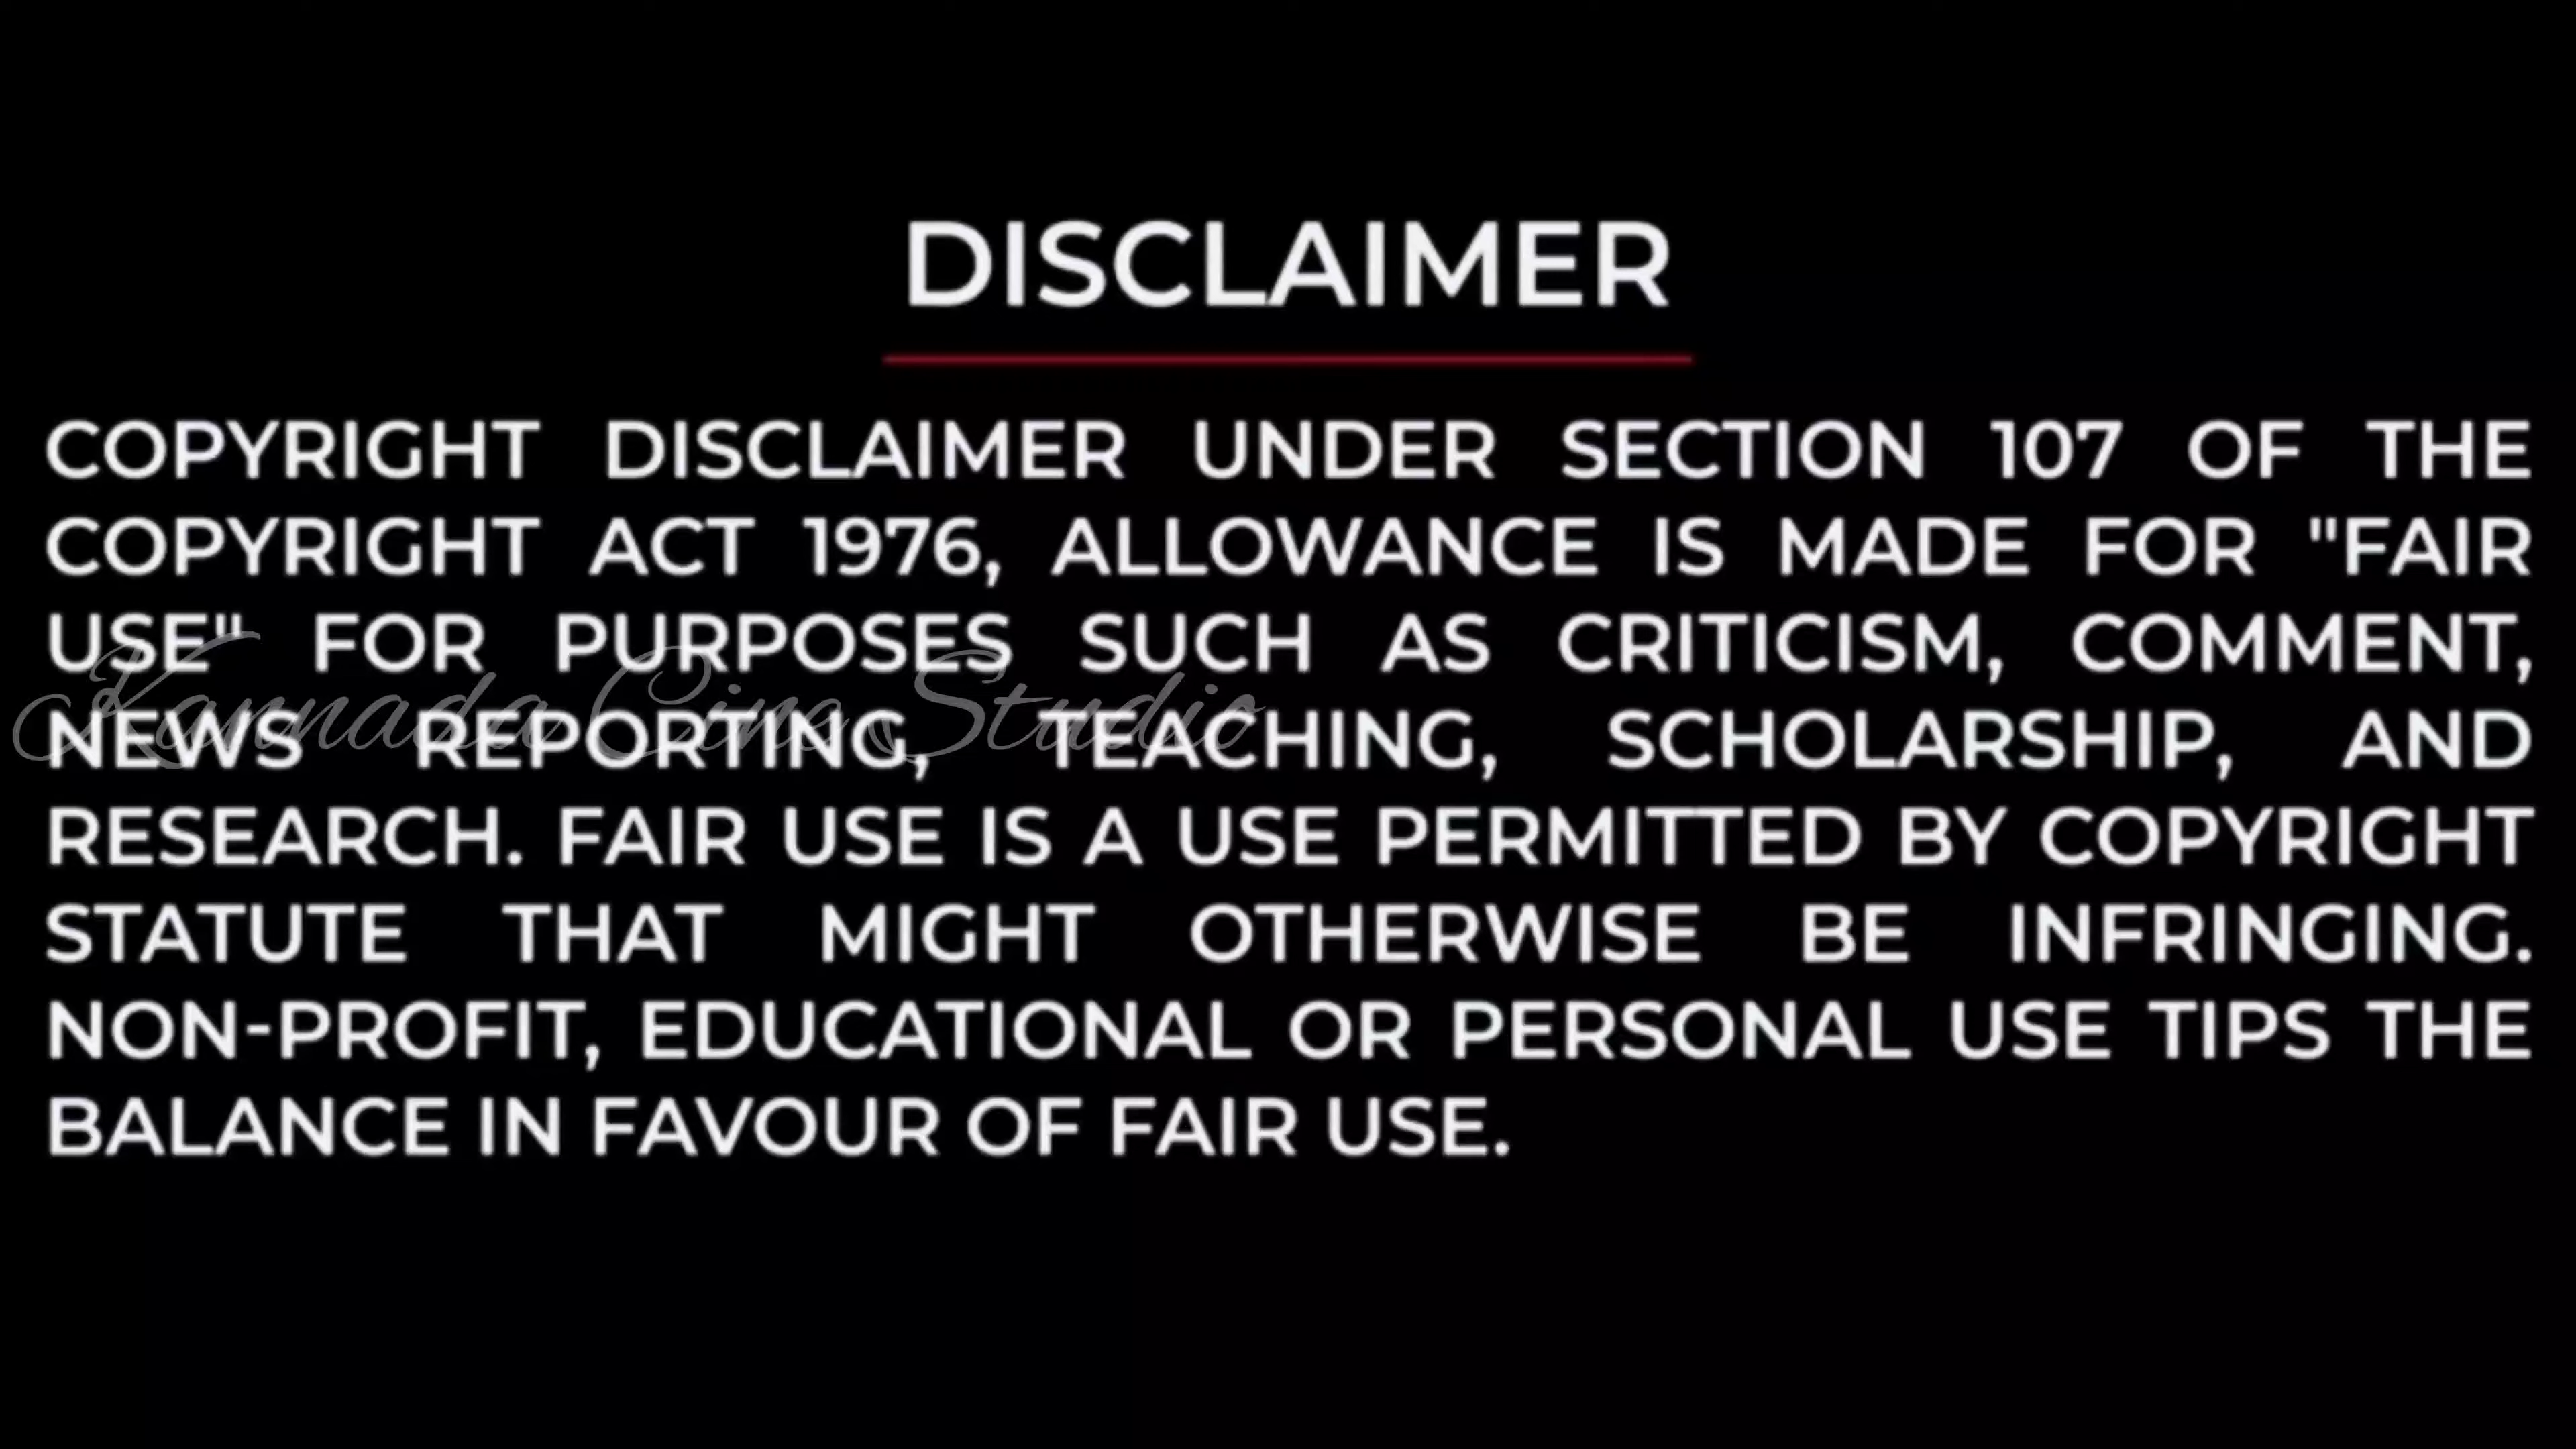 DISCLAIMER
COPYRIGHT DISCLAIMER UNDER SECTION 107 OF THE
COPYRIGHT ACT 1976, ALLOWANCE IS MADE FOR "FAIR
USE" FOR PURPOSES SUCH AS CRITICISM, COMMENT,
Kannada Cine Studio
NEWS REPORTING, TEACHING, SCHOLARSHIP, AND
RESEARCH. FAIR USE IS A USE PERMITTED BY COPYRIGHT
STATUTE THAT MIGHT OTHERWISE BE INFRINGING.
NON-PROFIT, EDUCATIONAL OR PERSONAL USE TIPS THE
BALANCE IN FAVOUR OF FAIR USE.